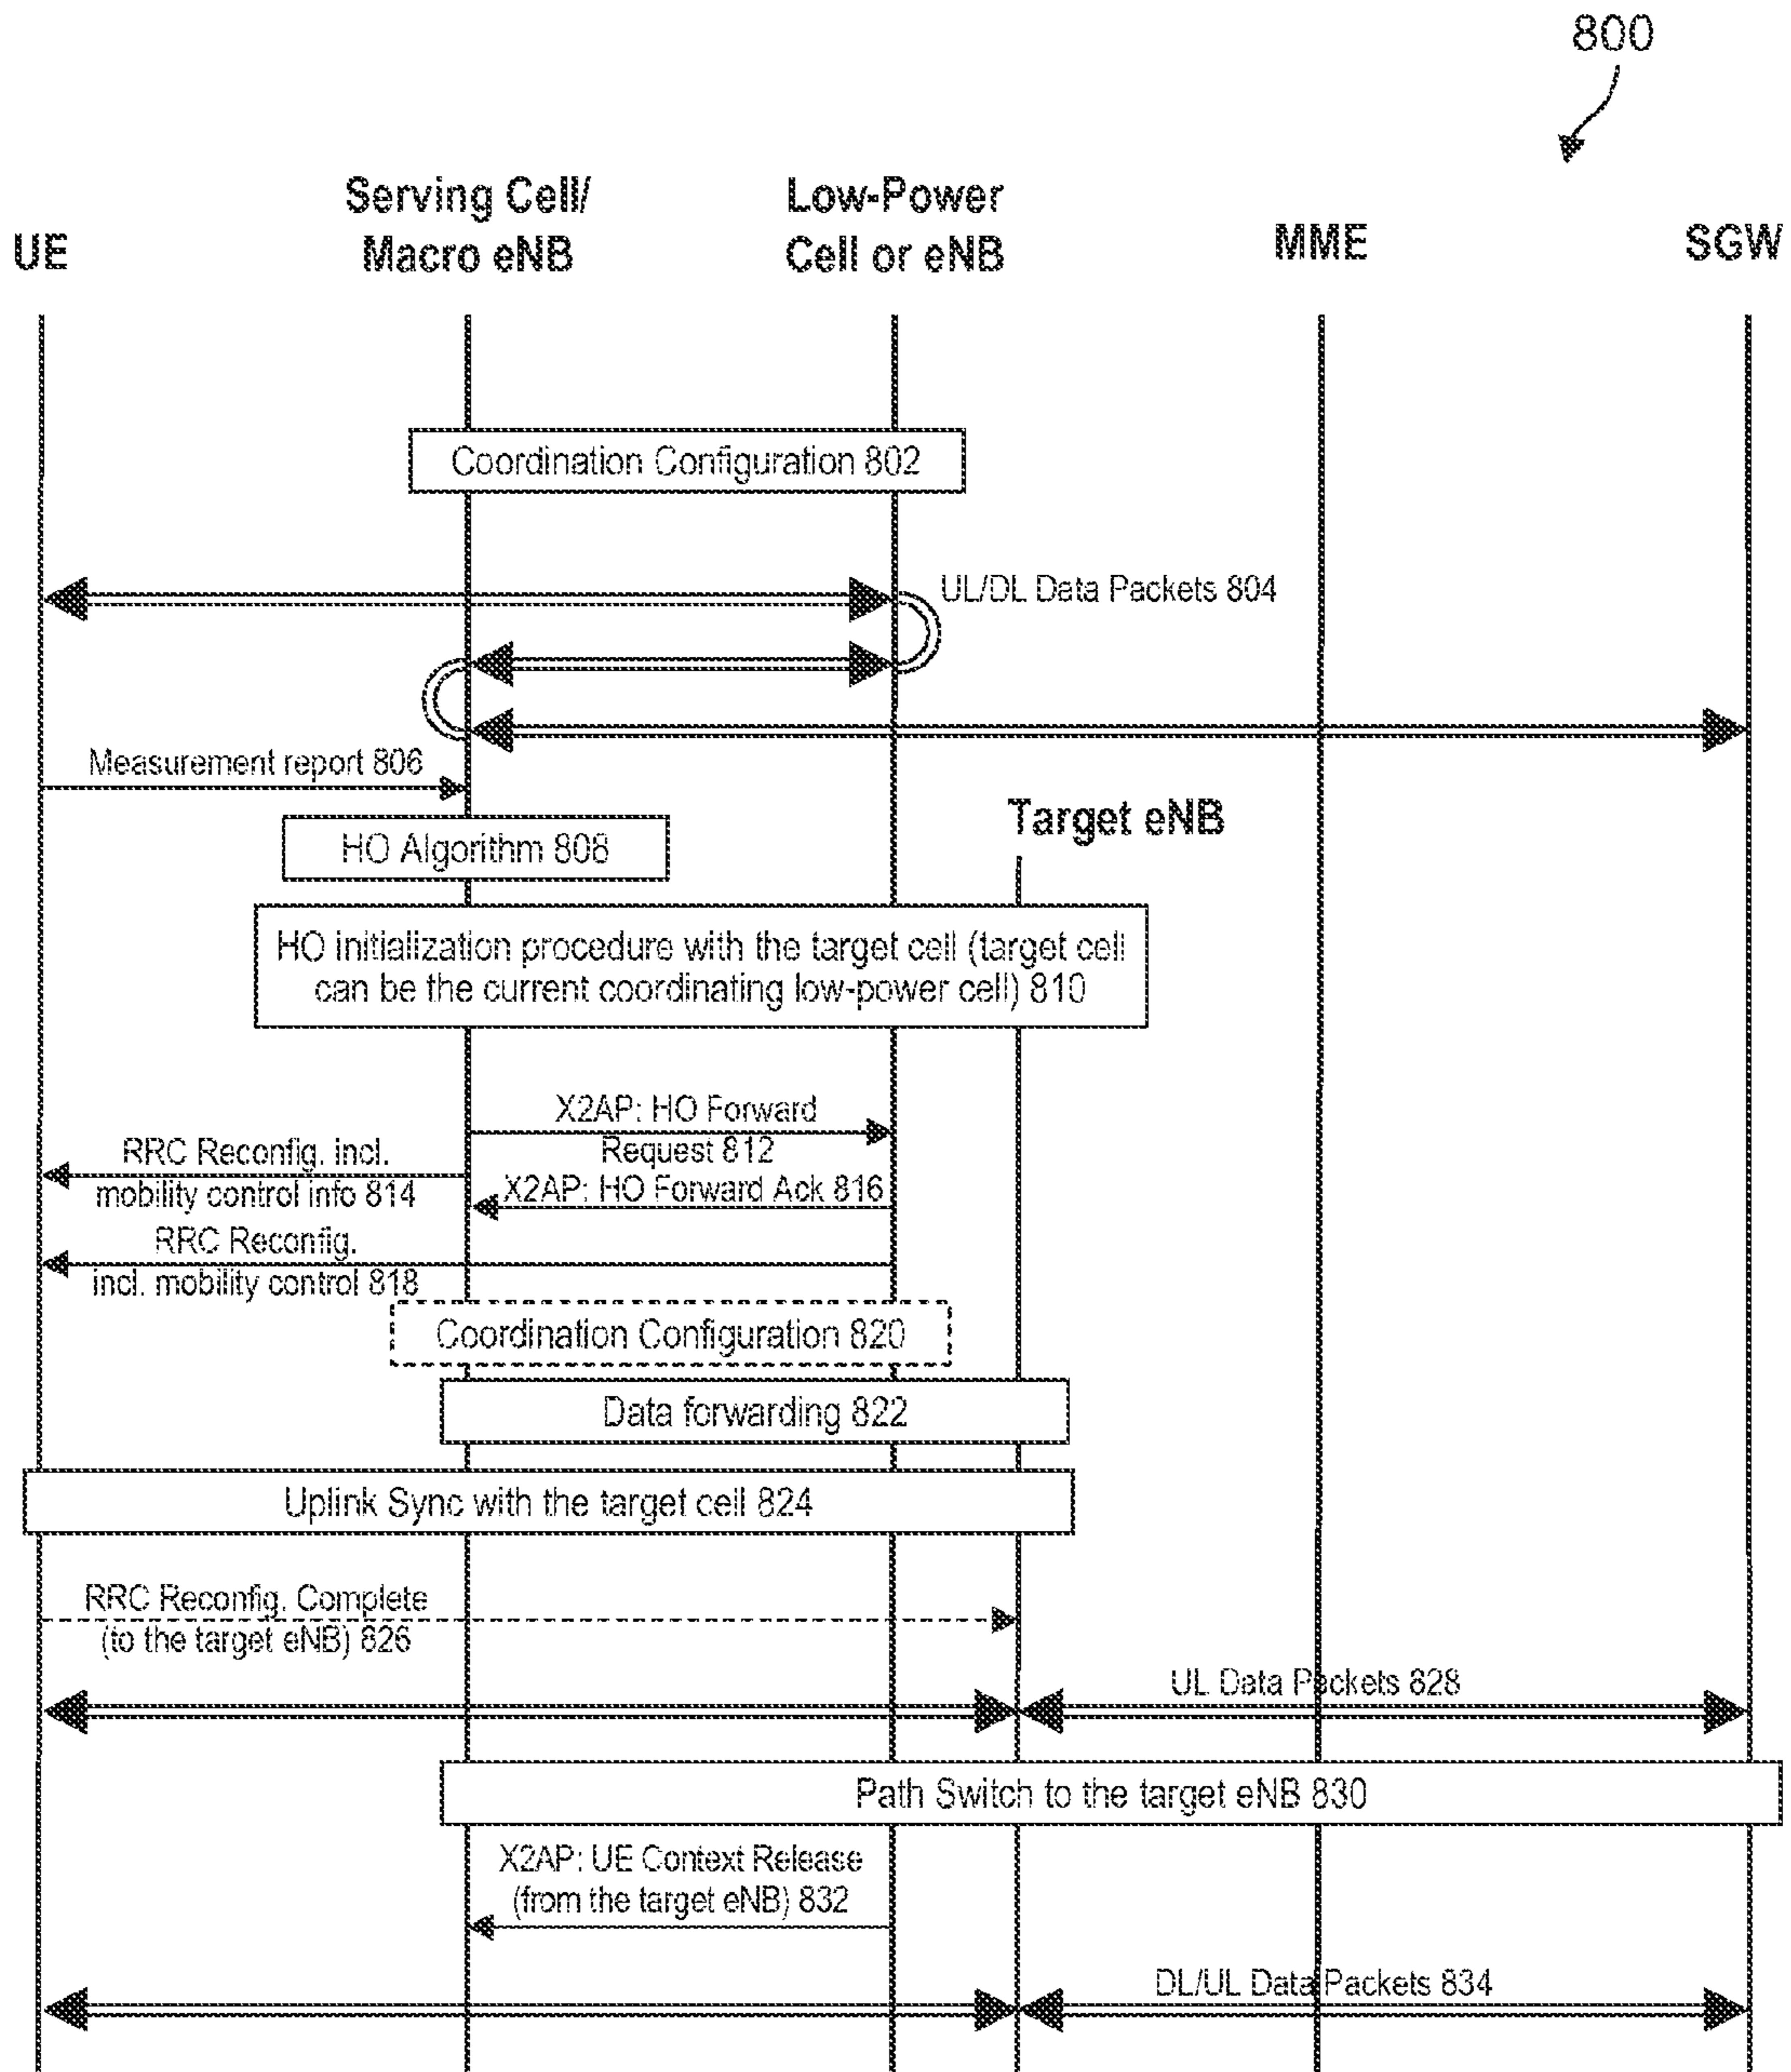 800
UE
Serving Cell/
Macro eNB
Low-Power
Cell or eNB
MME
SGW
Coordination Configuration 802
UL/DL Data Packets 804
Measurement report 806
Target eNB
HO Algorithm 808
HO initialization procedure with the target cell (target cell
can be the current coordinating low-power cell) 810
X2AP: HO Forward
Request 812
RRC Reconfig. incl.
mobility control info 814
X2AP: HO Forward Ack 816
RRC Reconfig.
incl. mobility control 818
Coordination Configuration 820
Data forwarding 822
Uplink Sync with the target cell 824
RRC Reconfig. Complete
(to the target eNB) 826
UL Data Packets 828
Path Switch to the target eNB 830
X2AP: UE Context Release
(from the target eNB) 832
DL/UL Data Packets 834